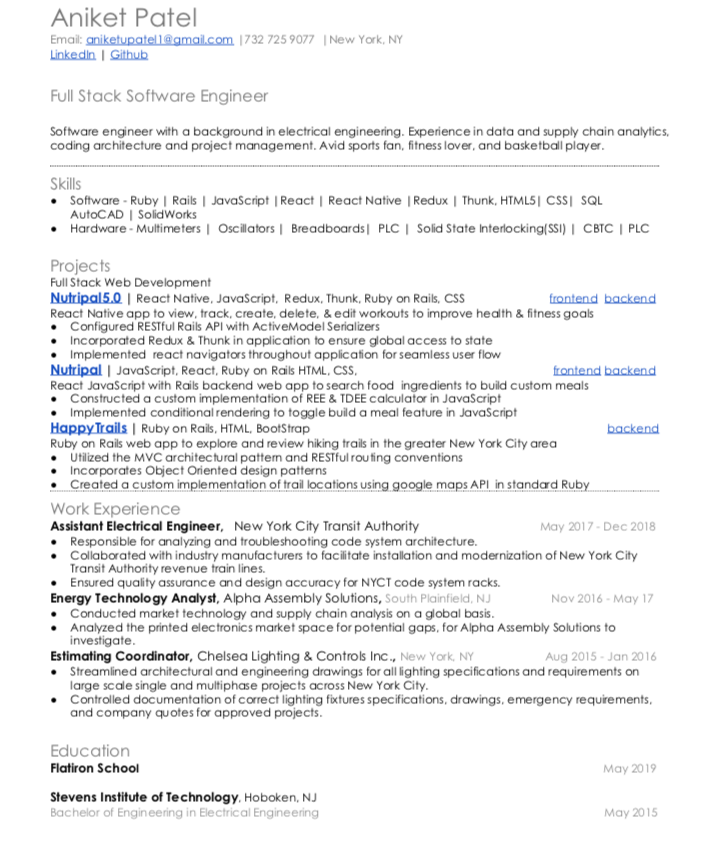 Aniket Patel
Email: aniketupatel1@gmail.com |732 725 9077 | New York, NY
LinkedIn | Github
Full Stack Software Engineer
Software engineer with a background in electrical engineering. Experience in data and supply chain analytics,
coding architecture and project management. Avid sports fan, fitness lover, and basketball player.
Skills
• Software - Ruby | Rails | JavaScript |React | React Native |Redux | Thunk, HTML5| CSS| SQL
AutoCAD | SolidWorks
• Hardware - Multimeters | Oscillators | Breadboards| PLC | Solid State Interlocking(SSI) | CBTC | PLC
Projects
Full Stack Web Development
Nutripal5.0 | React Native, JavaScript, Redux, Thunk, Ruby on Rails, CSS frontend backend
React Native app to view, track, create, delete, & edit workouts to improve health & fitness goals
• Configured RESTful Rails API with ActiveModel Serializers
• Incorporated Redux & Thunk in application to ensure global access to state
• Implemented react navigators throughout application for seamless user flow
Nutripal | JavaScript, React, Ruby on Rails HTML, CSS, frontend backend
React JavaScript with Rails backend web app to search food ingredients to build custom meals
• Constructed a custom implementation of REE & TDEE calculator in JavaScript
• Implemented conditional rendering to toggle build a meal feature in JavaScript
HappyTrails | Ruby on Rails, HTML, BootStrap backend
Ruby on Rails web app to explore and review hiking trails in the greater New York City area
• Utilized the MVC architectural pattern and RESTful routing conventions
• Incorporates Object Oriented design patterns
• Created a custom implementation of trail locations using google maps API in standard Ruby
Work Experience
Assistant Electrical Engineer, New York City Transit Authority May 2017 - Dec 2018
• Responsible for analyzing and troubleshooting code system architecture.
• Collaborated with industry manufacturers to facilitate installation and modernization of New York City
Transit Authority revenue train lines.
• Ensured quality assurance and design accuracy for NYCT code system racks.
Energy Technology Analyst, Alpha Assembly Solutions, South Plainfield, NJ Nov 2016 - May 17
• Conducted market technology and supply chain analysis on a global basis.
• Analyzed the printed electronics market space for potential gaps, for Alpha Assembly Solutions to
investigate.
Estimating Coordinator, Chelsea Lighting & Controls Inc., New York, NY Aug 2015 - Jan 2016
• Streamlined architectural and engineering drawings for all lighting specifications and requirements on
large scale single and multiphase projects across New York City.
• Controlled documentation of correct lighting fixtures specifications, drawings, emergency requirements,
and company quotes for approved projects.
Education
Flatiron School May 2019
Stevens Institute of Technology, Hoboken, NJ
Bachelor of Engineering in Electrical Engineering May 2015